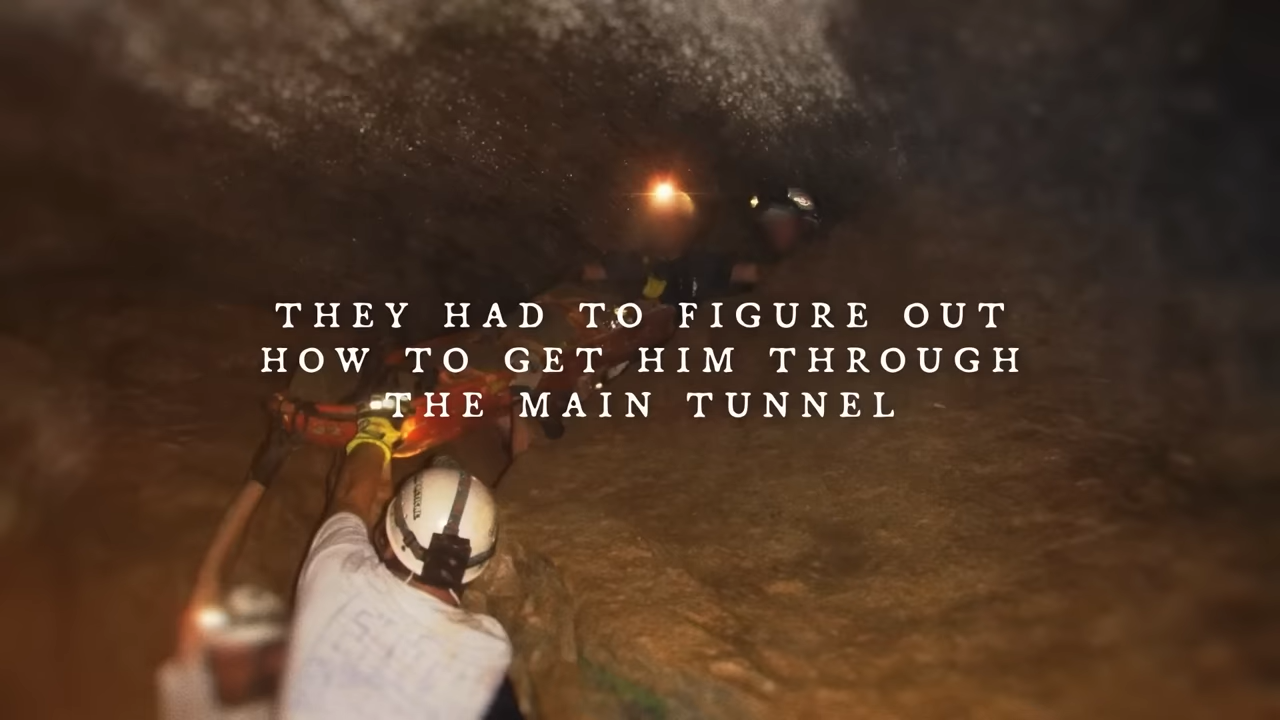 THEY HAD TO FIGURE OUT
HOW TO GET HIM THROUGH
THE MAIN TUNNEL